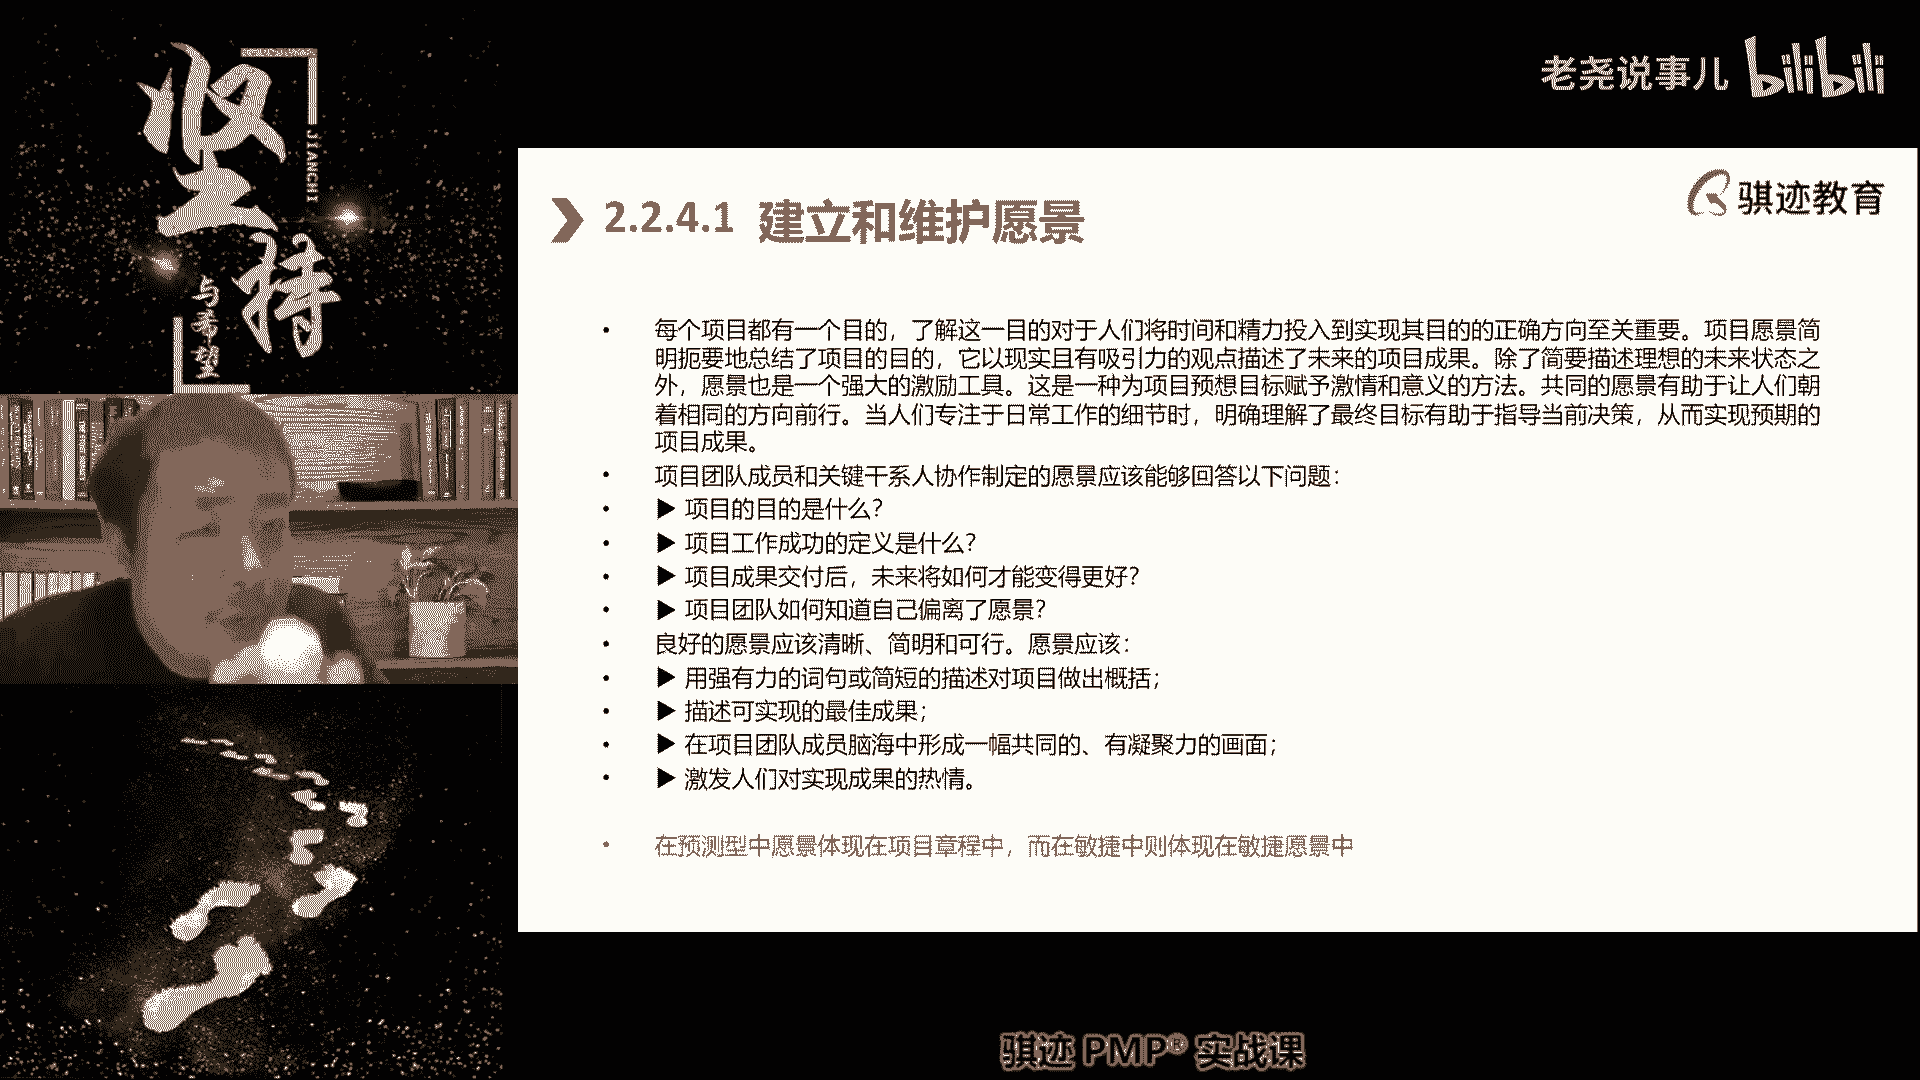 坚
持
JIANCHI
与希望
老尧说事儿 bilibili
骐迹教育
2.2.4.1 建立和维护愿景
• 每个项目都有一个目的，了解这一目的对于人们将时间和精力投入到实现其目的的正确方向至关重要。项目愿景简
明扼要地总结了项目的目的，它以现实且有吸引力的观点描述了未来的项目成果。除了简要描述理想的未来状态之
外，愿景也是一个强大的激励工具。这是一种为项目预想目标赋予激情和意义的方法。共同的愿景有助于让人们朝
着相同的方向前行。当人们专注于日常工作的细节时，明确理解了最终目标有助于指导当前决策，从而实现预期的
项目成果。
• 项目团队成员和关键干系人协作制定的愿景应该能够回答以下问题：
• ▶ 项目的目的是什么？
• ▶ 项目工作成功的定义是什么？
• ▶ 项目成果交付后，未来将如何才能变得更好？
• ▶ 项目团队如何知道自己偏离了愿景？
• 良好的愿景应该清晰、简明和可行。愿景应该：
• ▶ 用强有力的词句或简短的描述对项目做出概括；
• ▶ 描述可实现的最佳成果；
• ▶ 在项目团队成员脑海中形成一幅共同的、有凝聚力的画面；
• ▶ 激发人们对实现成果的热情。
• 在预测型中愿景体现在项目章程中，而在敏捷中则体现在敏捷愿景中
骐迹 PMP® 实战课